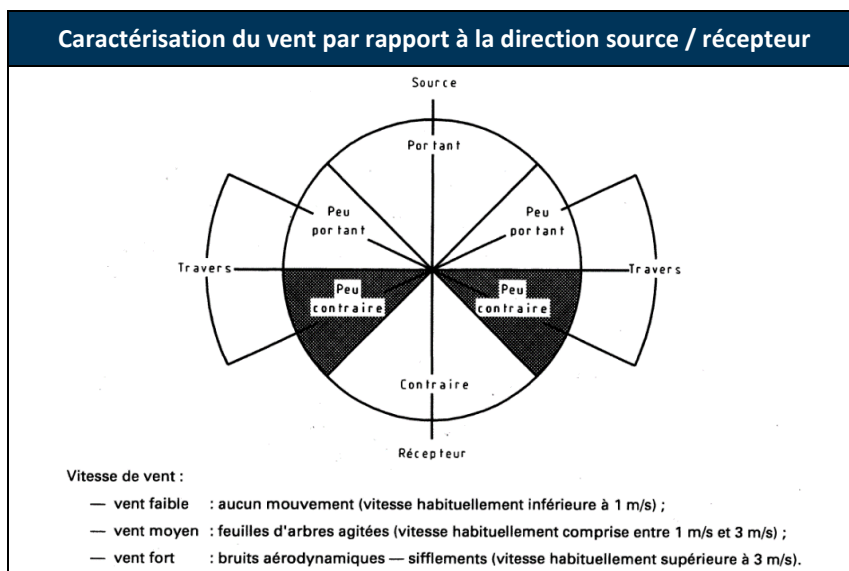 Caractérisation du vent par rapport à la direction source / récepteur
Source
Portant
Peu
portant
Peu
portant
Travers
Travers
Peu
contraire
Peu
contraire
Contraire
Récepteur
Vitesse de vent :
— vent faible : aucun mouvement (vitesse habituellement inférieure à 1 m/s) ;
— vent moyen : feuilles d'arbres agitées (vitesse habituellement comprise entre 1 m/s et 3 m/s) ;
— vent fort : bruits aérodynamiques — sifflements (vitesse habituellement supérieure à 3 m/s).